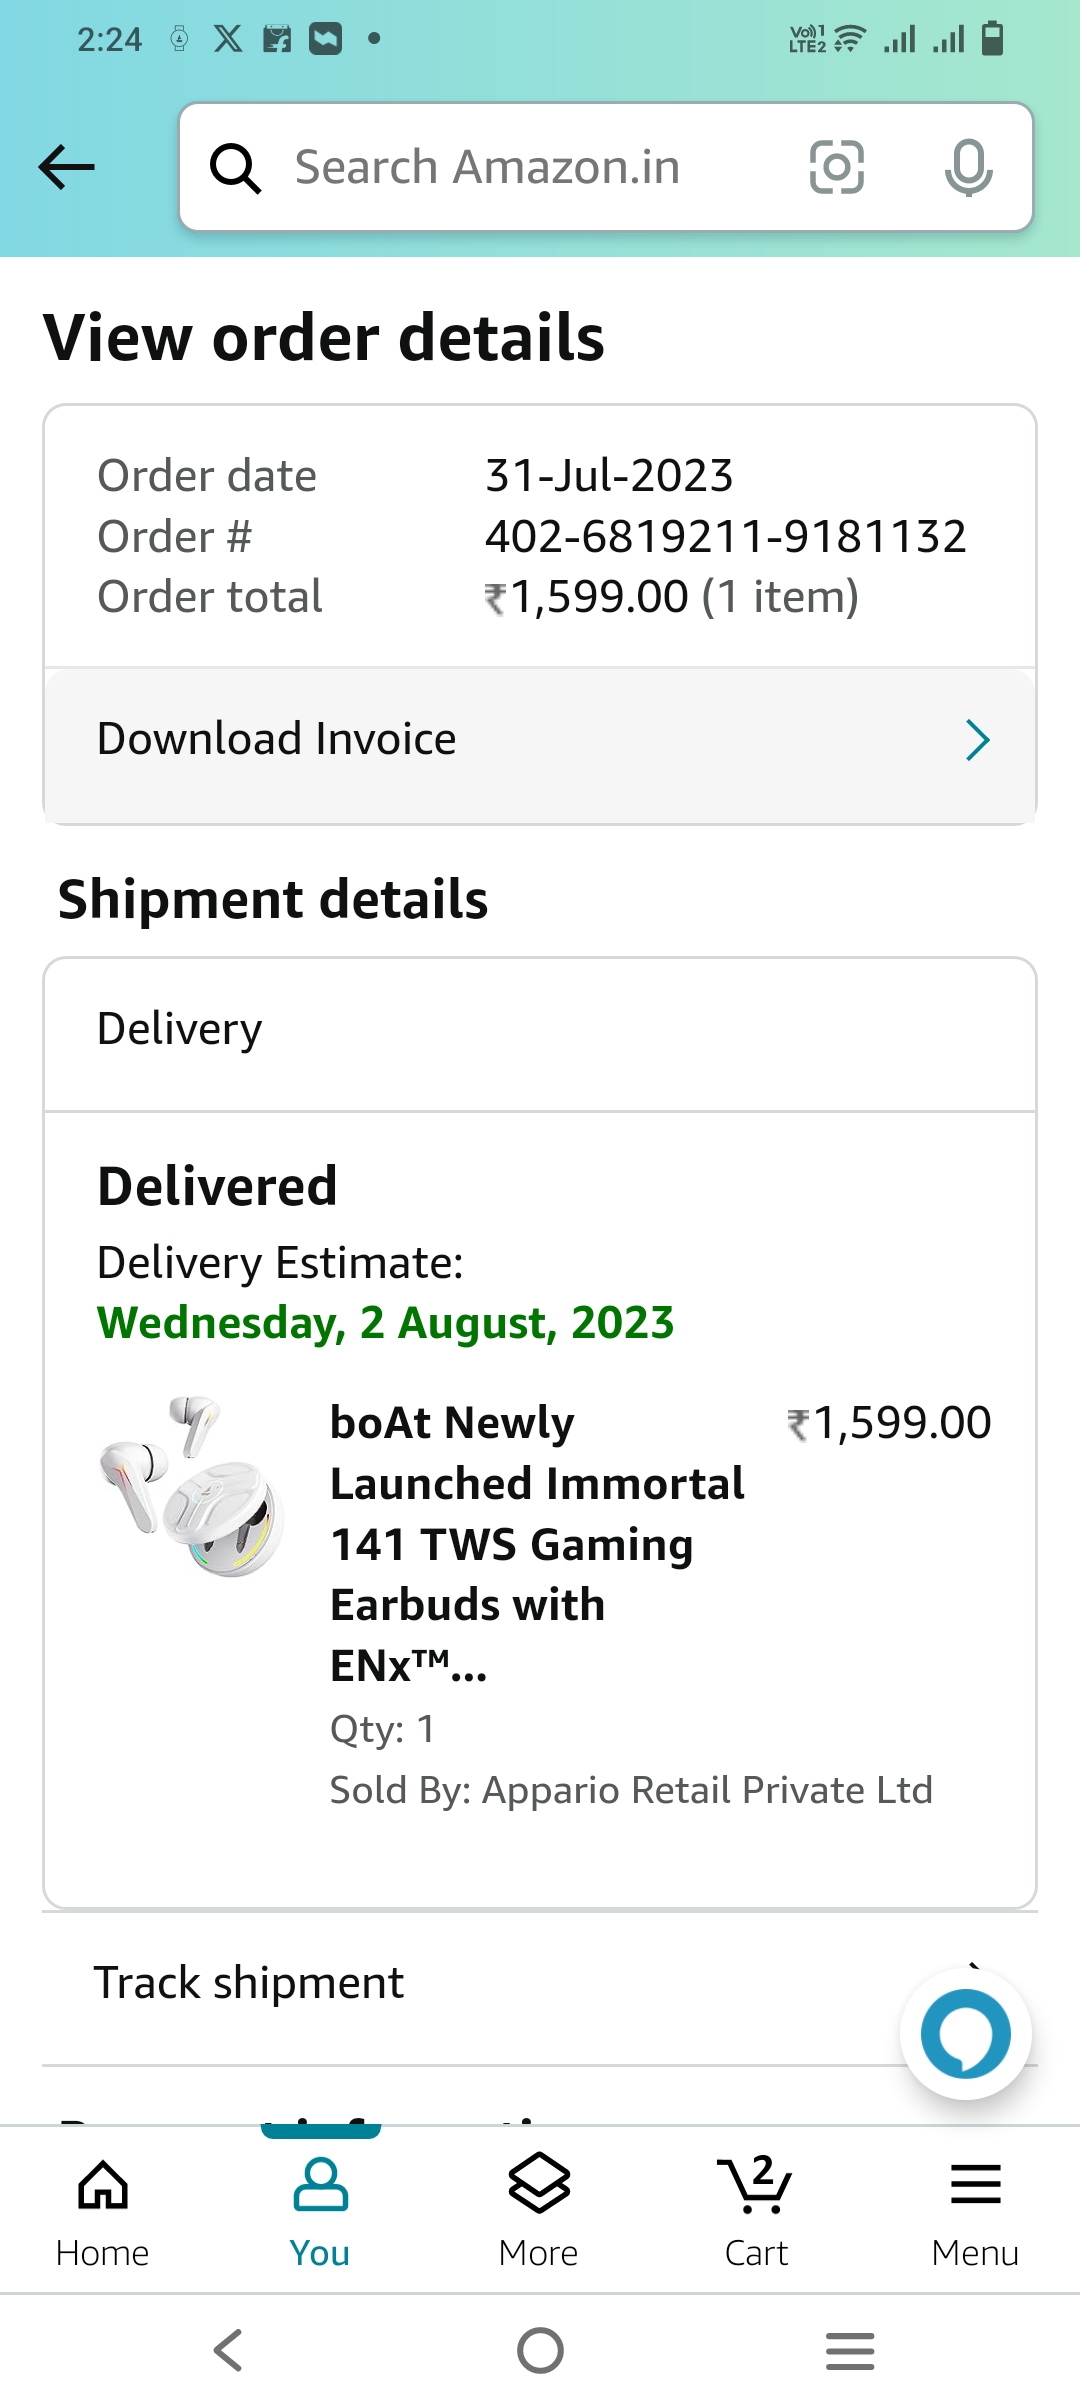 2:24
Vo)) 1
LTE2
Search Amazon.in
View order details
Order date 31-Jul-2023
Order # 402-6819211-9181132
Order total ₹1,599.00 (1 item)
Download Invoice
Shipment details
Delivery
Delivered
Delivery Estimate:
Wednesday, 2 August, 2023
boAt Newly ₹1,599.00
Launched Immortal
141 TWS Gaming
Earbuds with
ENx™...
Qty: 1
Sold By: Appario Retail Private Ltd
Track shipment
2
Home You More Cart Menu